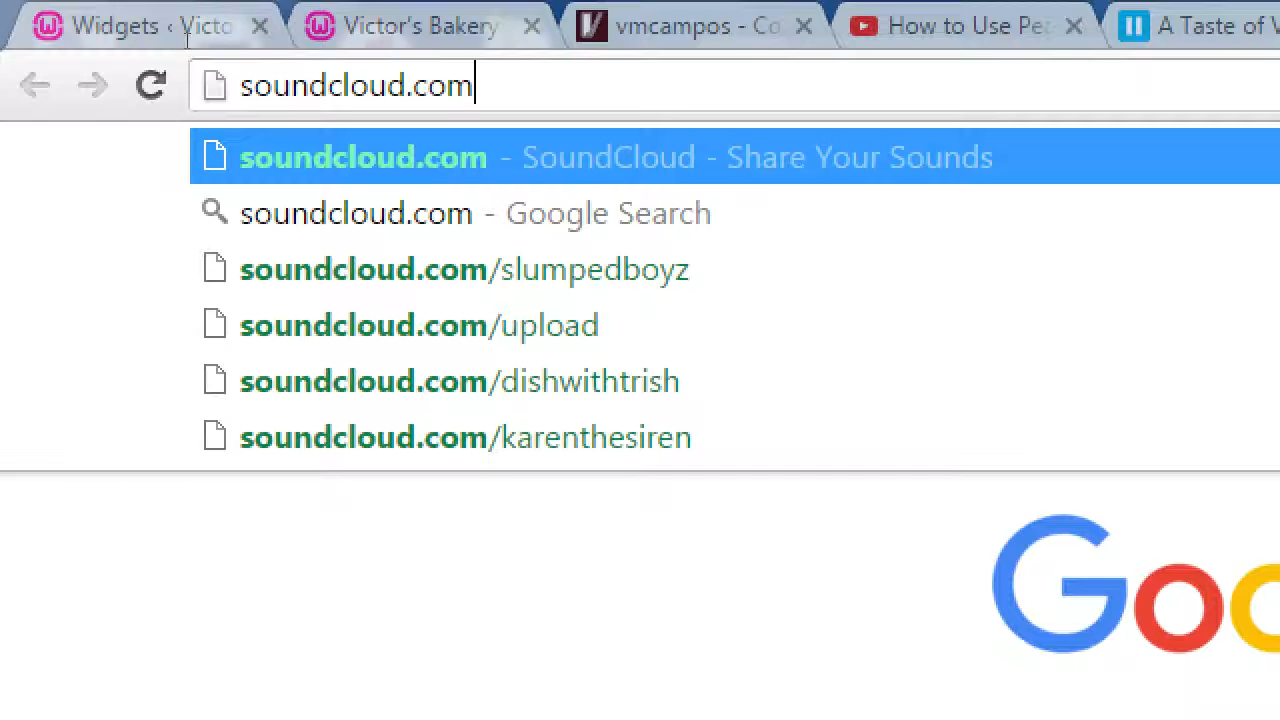 Widgets ‹ Victo
Victor's Bakery
vmcampos - Co
How to Use Pe
A Taste of V
soundcloud.com
soundcloud.com - SoundCloud - Share Your Sounds
soundcloud.com - Google Search
soundcloud.com/slumpedboyz
soundcloud.com/upload
soundcloud.com/dishwithtrish
soundcloud.com/karenthesiren
Goo